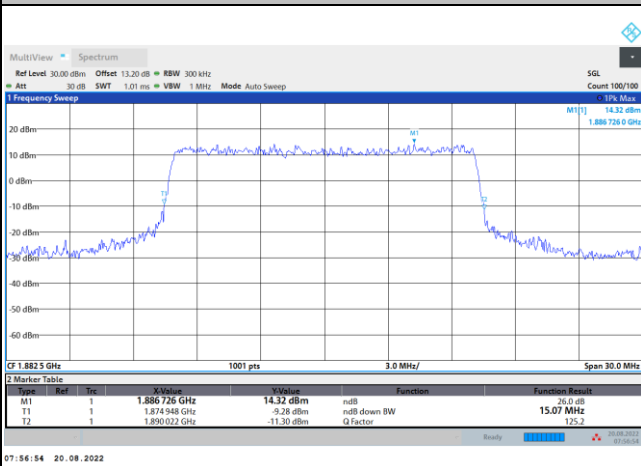 MultiView Spectrum
Ref Level 30.00 dBm Offset 13.20 dB RBW 300 kHz SGL
Att 30 dB SWT 1.01 ms VBW 1 MHz Mode Auto Sweep Count 100/100
1 Frequency Sweep 1Pk Max
M1[1] 14.32 dBm
1.886 726 0 GHz
20 dBm
M1
10 dBm
0 dBm
T1
T2
-10 dBm
-20 dBm
-30 dBm
-40 dBm
-50 dBm
-60 dBm
CF 1.882 5 GHz 1001 pts 3.0 MHz/ Span 30.0 MHz
2 Marker Table
Type Ref Trc X-Value Y-Value Function Function Result
M1 1 1.886 726 GHz 14.32 dBm ndB 26.0 dB
T1 1 1.874 948 GHz -9.28 dBm ndB down BW 15.07 MHz
T2 1 1.890 022 GHz -11.30 dBm Q Factor 125.2
Ready 20.08.2022
07:56:54
07:56:54 20.08.2022